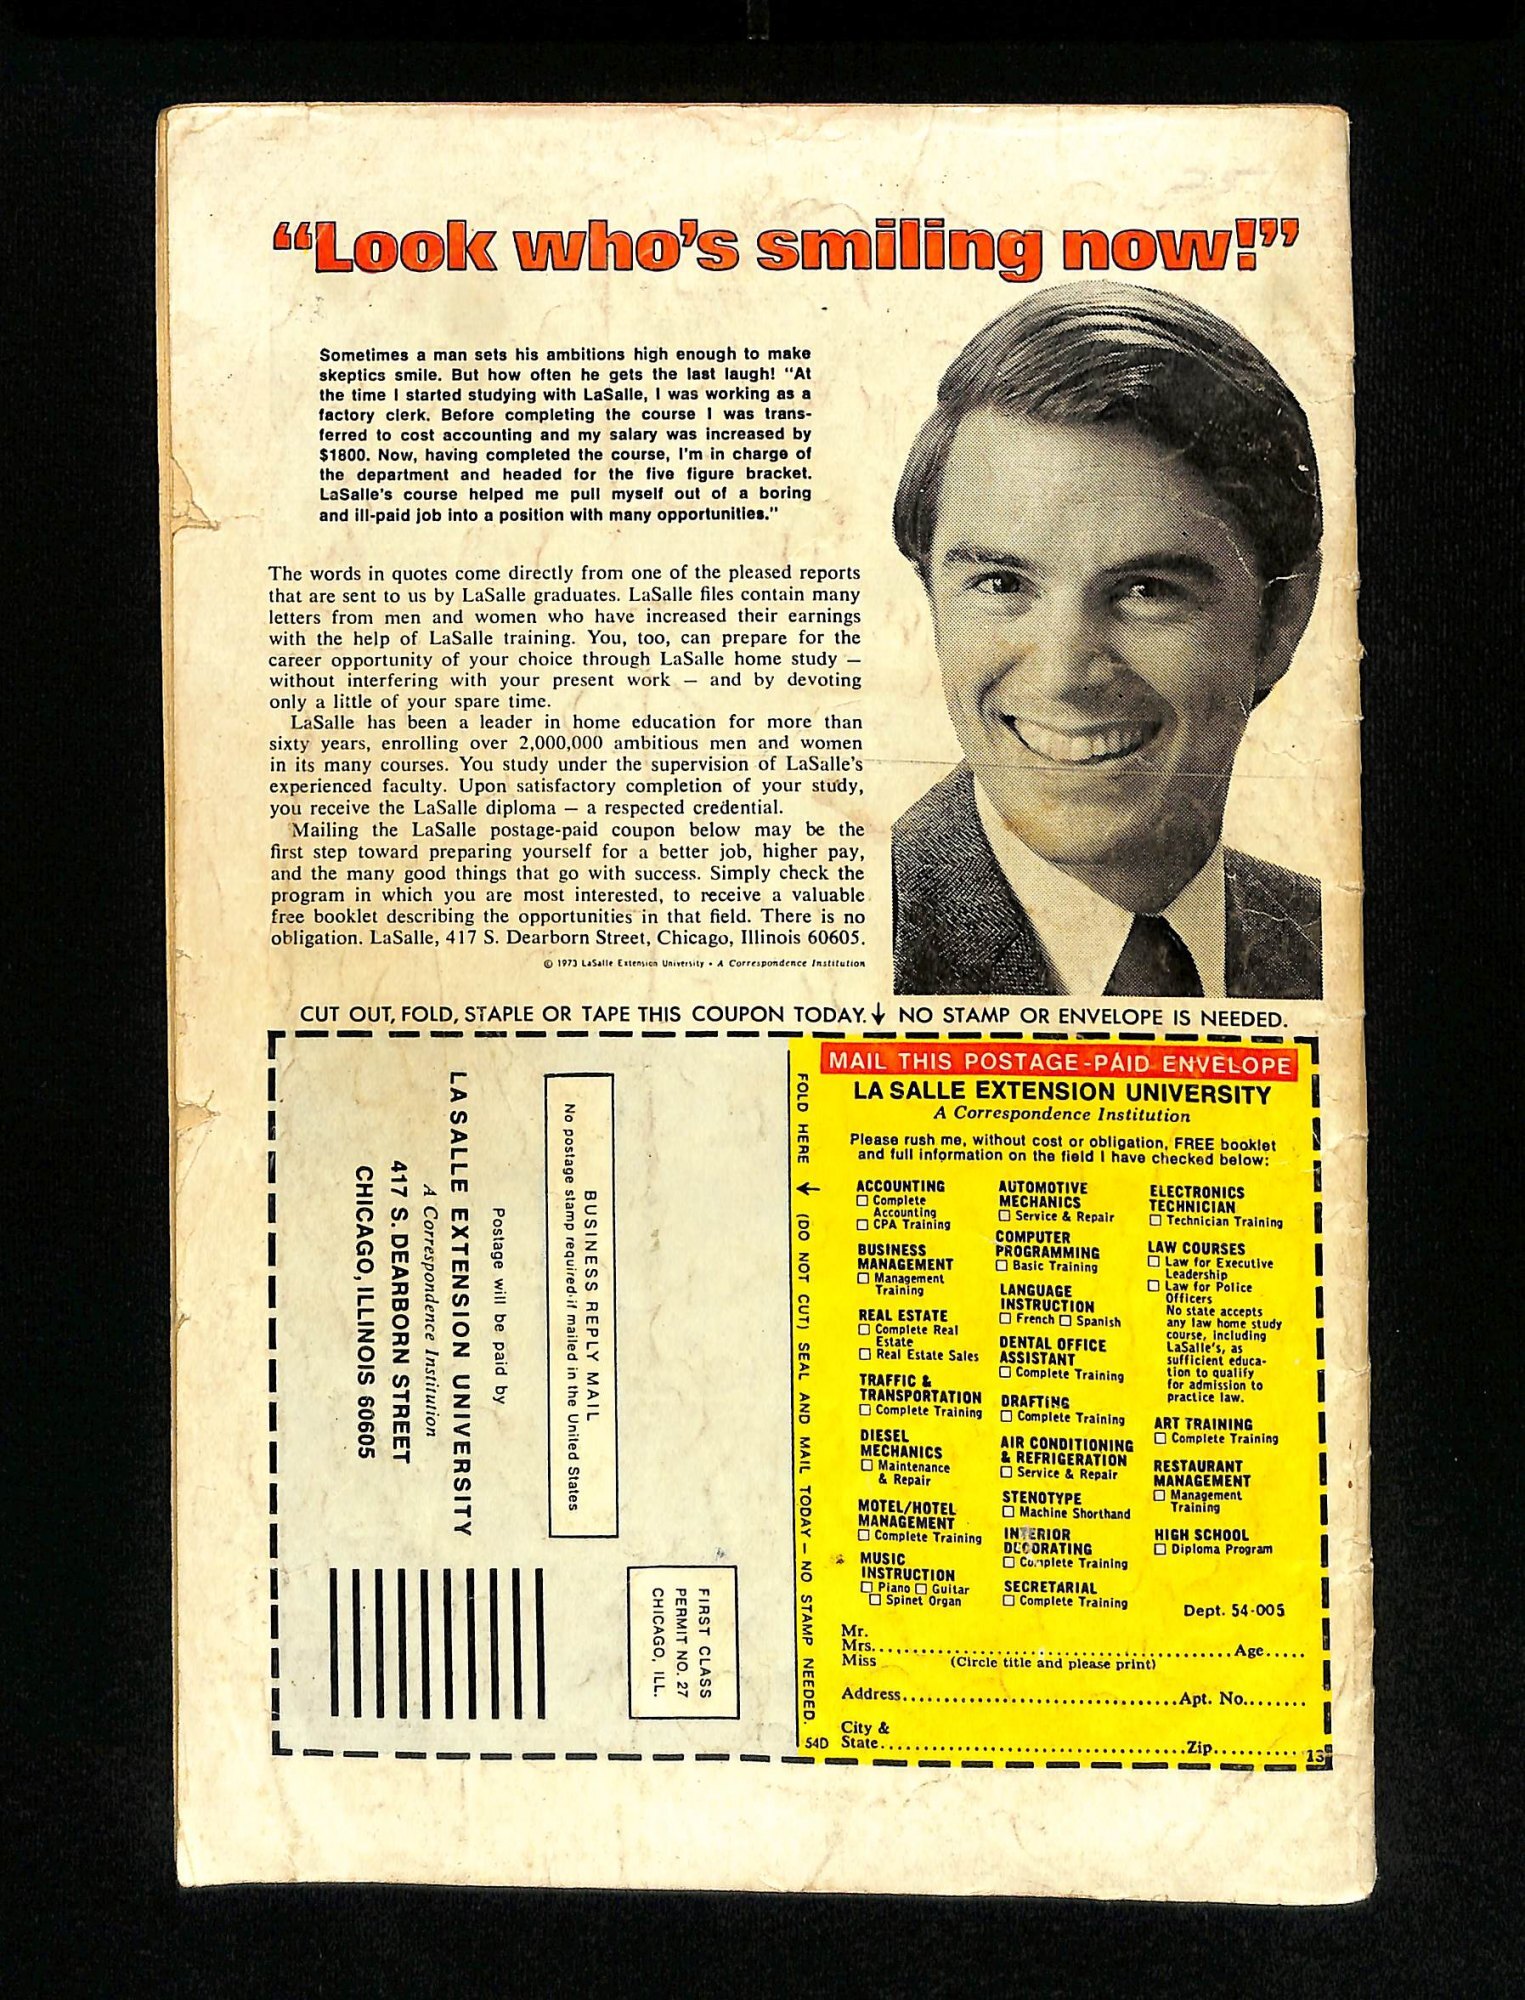 “Look who's smiling now!”
Sometimes a man sets his ambitions high enough to make
skeptics smile. But how often he gets the last laugh! "At
the time I started studying with LaSalle, I was working as a
factory clerk. Before completing the course I was trans-
ferred to cost accounting and my salary was increased by
$1800. Now, having completed the course, I'm in charge of
the department and headed for the five figure bracket.
LaSalle's course helped me pull myself out of a boring
and ill-paid job into a position with many opportunities."
The words in quotes come directly from one of the pleased reports
that are sent to us by LaSalle graduates. LaSalle files contain many
letters from men and women who have increased their earnings
with the help of LaSalle training. You, too, can prepare for the
career opportunity of your choice through LaSalle home study —
without interfering with your present work — and by devoting
only a little of your spare time.
LaSalle has been a leader in home education for more than
sixty years, enrolling over 2,000,000 ambitious men and women
in its many courses. You study under the supervision of LaSalle's
experienced faculty. Upon satisfactory completion of your study,
you receive the LaSalle diploma — a respected credential.
Mailing the LaSalle postage-paid coupon below may be the
first step toward preparing yourself for a better job, higher pay,
and the many good things that go with success. Simply check the
program in which you are most interested, to receive a valuable
free booklet describing the opportunities in that field. There is no
obligation. LaSalle, 417 S. Dearborn Street, Chicago, Illinois 60605.
© 1973 LaSalle Extension University • A Correspondence Institution
CUT OUT, FOLD, STAPLE OR TAPE THIS COUPON TODAY.↓ NO STAMP OR ENVELOPE IS NEEDED.
FIRST CLASS
PERMIT NO. 27
CHICAGO, ILL.
BUSINESS REPLY MAIL
No postage stamp required if mailed in the United States
Postage will be paid by
LA SALLE EXTENSION UNIVERSITY
A Correspondence Institution
417 S. DEARBORN STREET
CHICAGO, ILLINOIS 60605
FOLD HERE → (DO NOT CUT) SEAL AND MAIL TODAY — NO STAMP NEEDED.
54D
MAIL THIS POSTAGE-PAID ENVELOPE
LA SALLE EXTENSION UNIVERSITY
A Correspondence Institution
Please rush me, without cost or obligation, FREE booklet
and full information on the field I have checked below:
ACCOUNTING
☐ Complete
Accounting
☐ CPA Training
BUSINESS
MANAGEMENT
☐ Management
Training
REAL ESTATE
☐ Complete Real
Estate
☐ Real Estate Sales
TRAFFIC &
TRANSPORTATION
☐ Complete Training
DIESEL
MECHANICS
☐ Maintenance
& Repair
MOTEL/HOTEL
MANAGEMENT
☐ Complete Training
MUSIC
INSTRUCTION
☐ Piano ☐ Guitar
☐ Spinet Organ
AUTOMOTIVE
MECHANICS
☐ Service & Repair
COMPUTER
PROGRAMMING
☐ Basic Training
LANGUAGE
INSTRUCTION
☐ French ☐ Spanish
DENTAL OFFICE
ASSISTANT
☐ Complete Training
DRAFTING
☐ Complete Training
AIR CONDITIONING
& REFRIGERATION
☐ Service & Repair
STENOTYPE
☐ Machine Shorthand
INTERIOR
DECORATING
☐ Complete Training
SECRETARIAL
☐ Complete Training
ELECTRONICS
TECHNICIAN
☐ Technician Training
LAW COURSES
☐ Law for Executive
Leadership
☐ Law for Police
Officers
No state accepts
any law home study
course, including
LaSalle's, as
sufficient educa-
tion to qualify
for admission to
practice law.
ART TRAINING
☐ Complete Training
RESTAURANT
MANAGEMENT
☐ Management
Training
HIGH SCHOOL
☐ Diploma Program
Dept. 54-005
Mr.
Mrs. Age
Miss (Circle title and please print)
Address Apt. No.
City &
State Zip
13